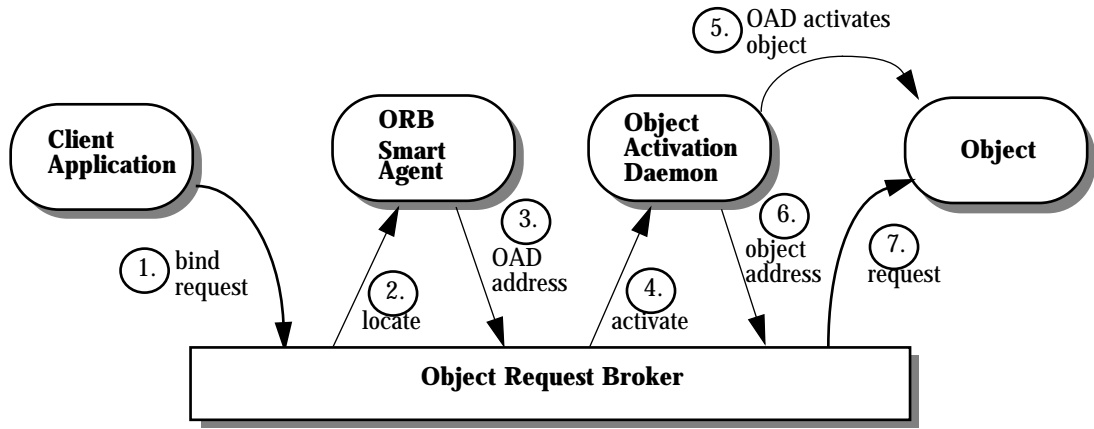 5. OAD activates
object
Client
Application
ORB
Smart
Agent
Object
Activation
Daemon
Object
1. bind
request
2.
locate
3.
OAD
address
4.
activate
6.
object
address
7.
request
Object Request Broker